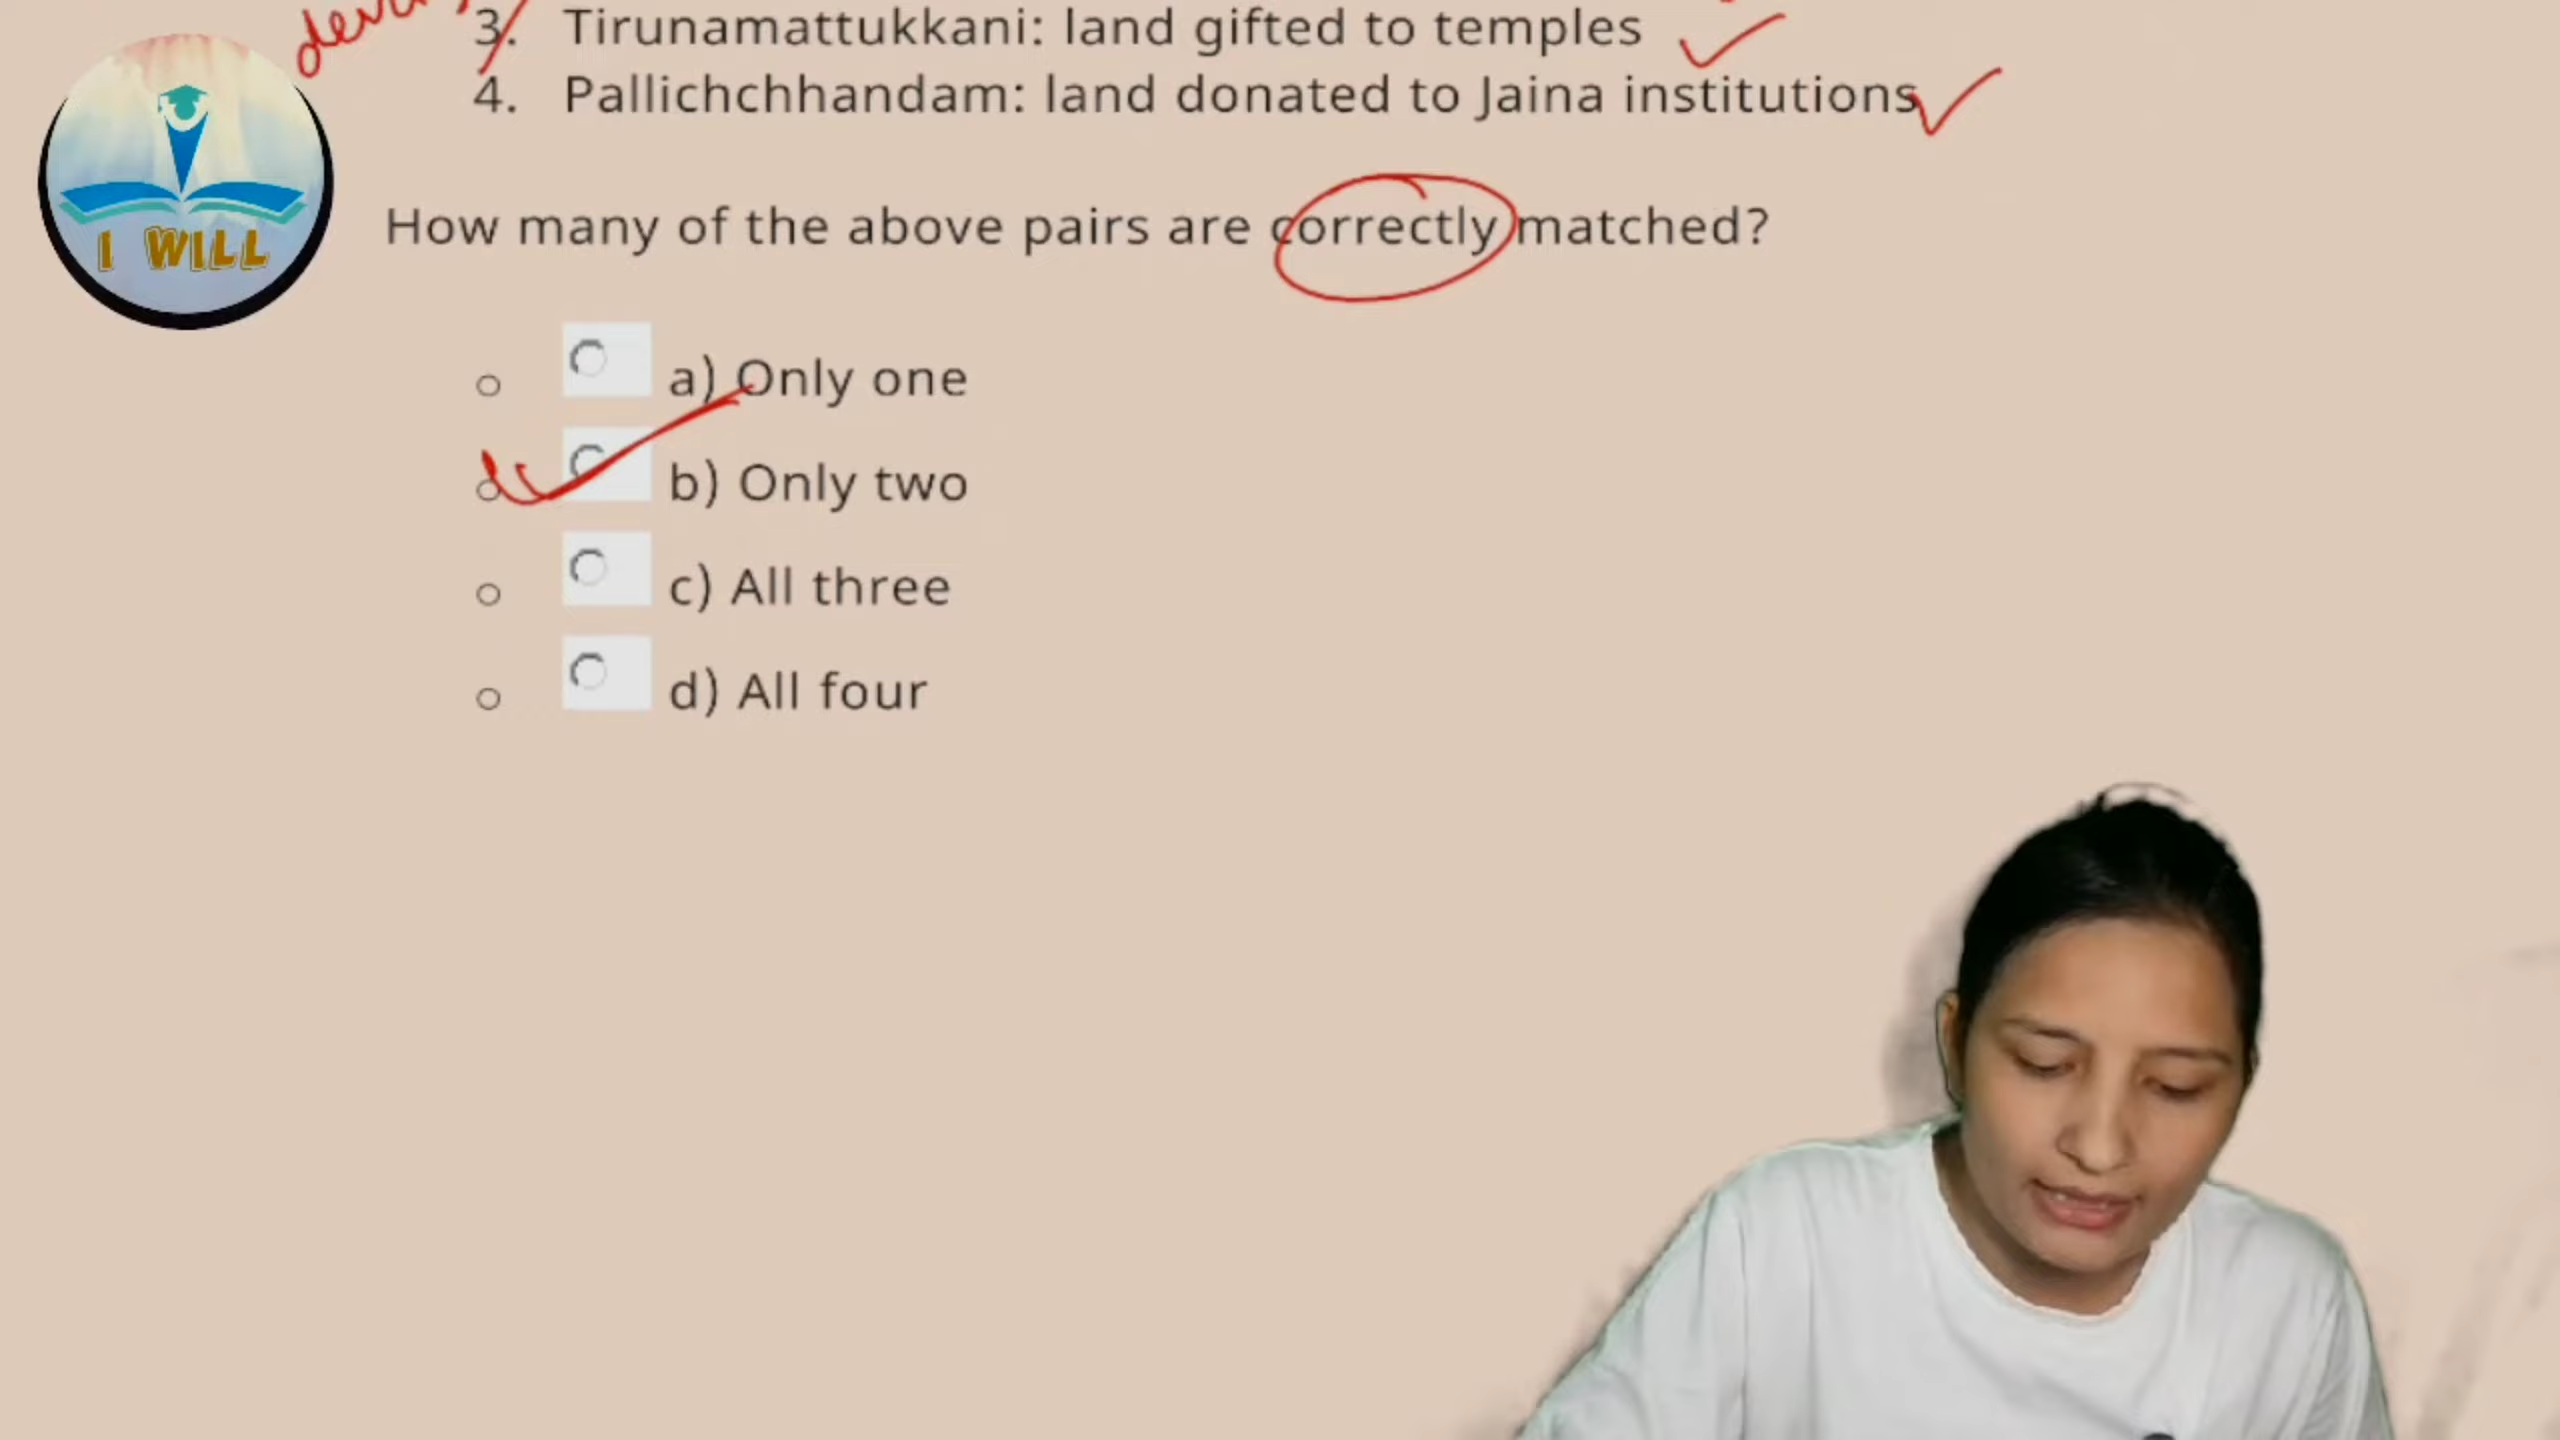 3. Tirunamattukkani: land gifted to temples
4. Pallichchhandam: land donated to Jaina institutions
I WILL
How many of the above pairs are correctly matched?
a) Only one
b) Only two
c) All three
d) All four